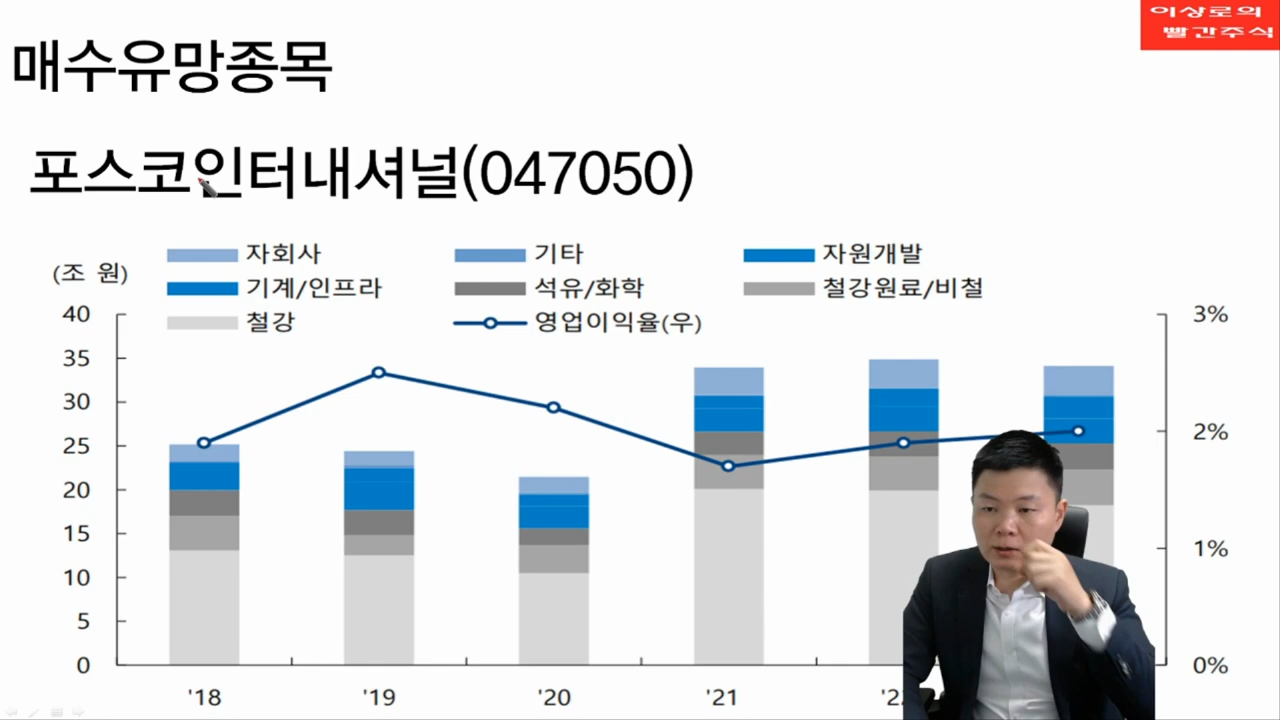 이상로의
빨간주식
매수유망종목
포스코인터내셔널(047050)
(조 원)
자회사 기타 자원개발
기계/인프라 석유/화학 철강원료/비철
철강 영업이익율(우)
40 3%
35
30
25 2%
20
15
10 1%
5
0 0%
'18 '19 '20 '21